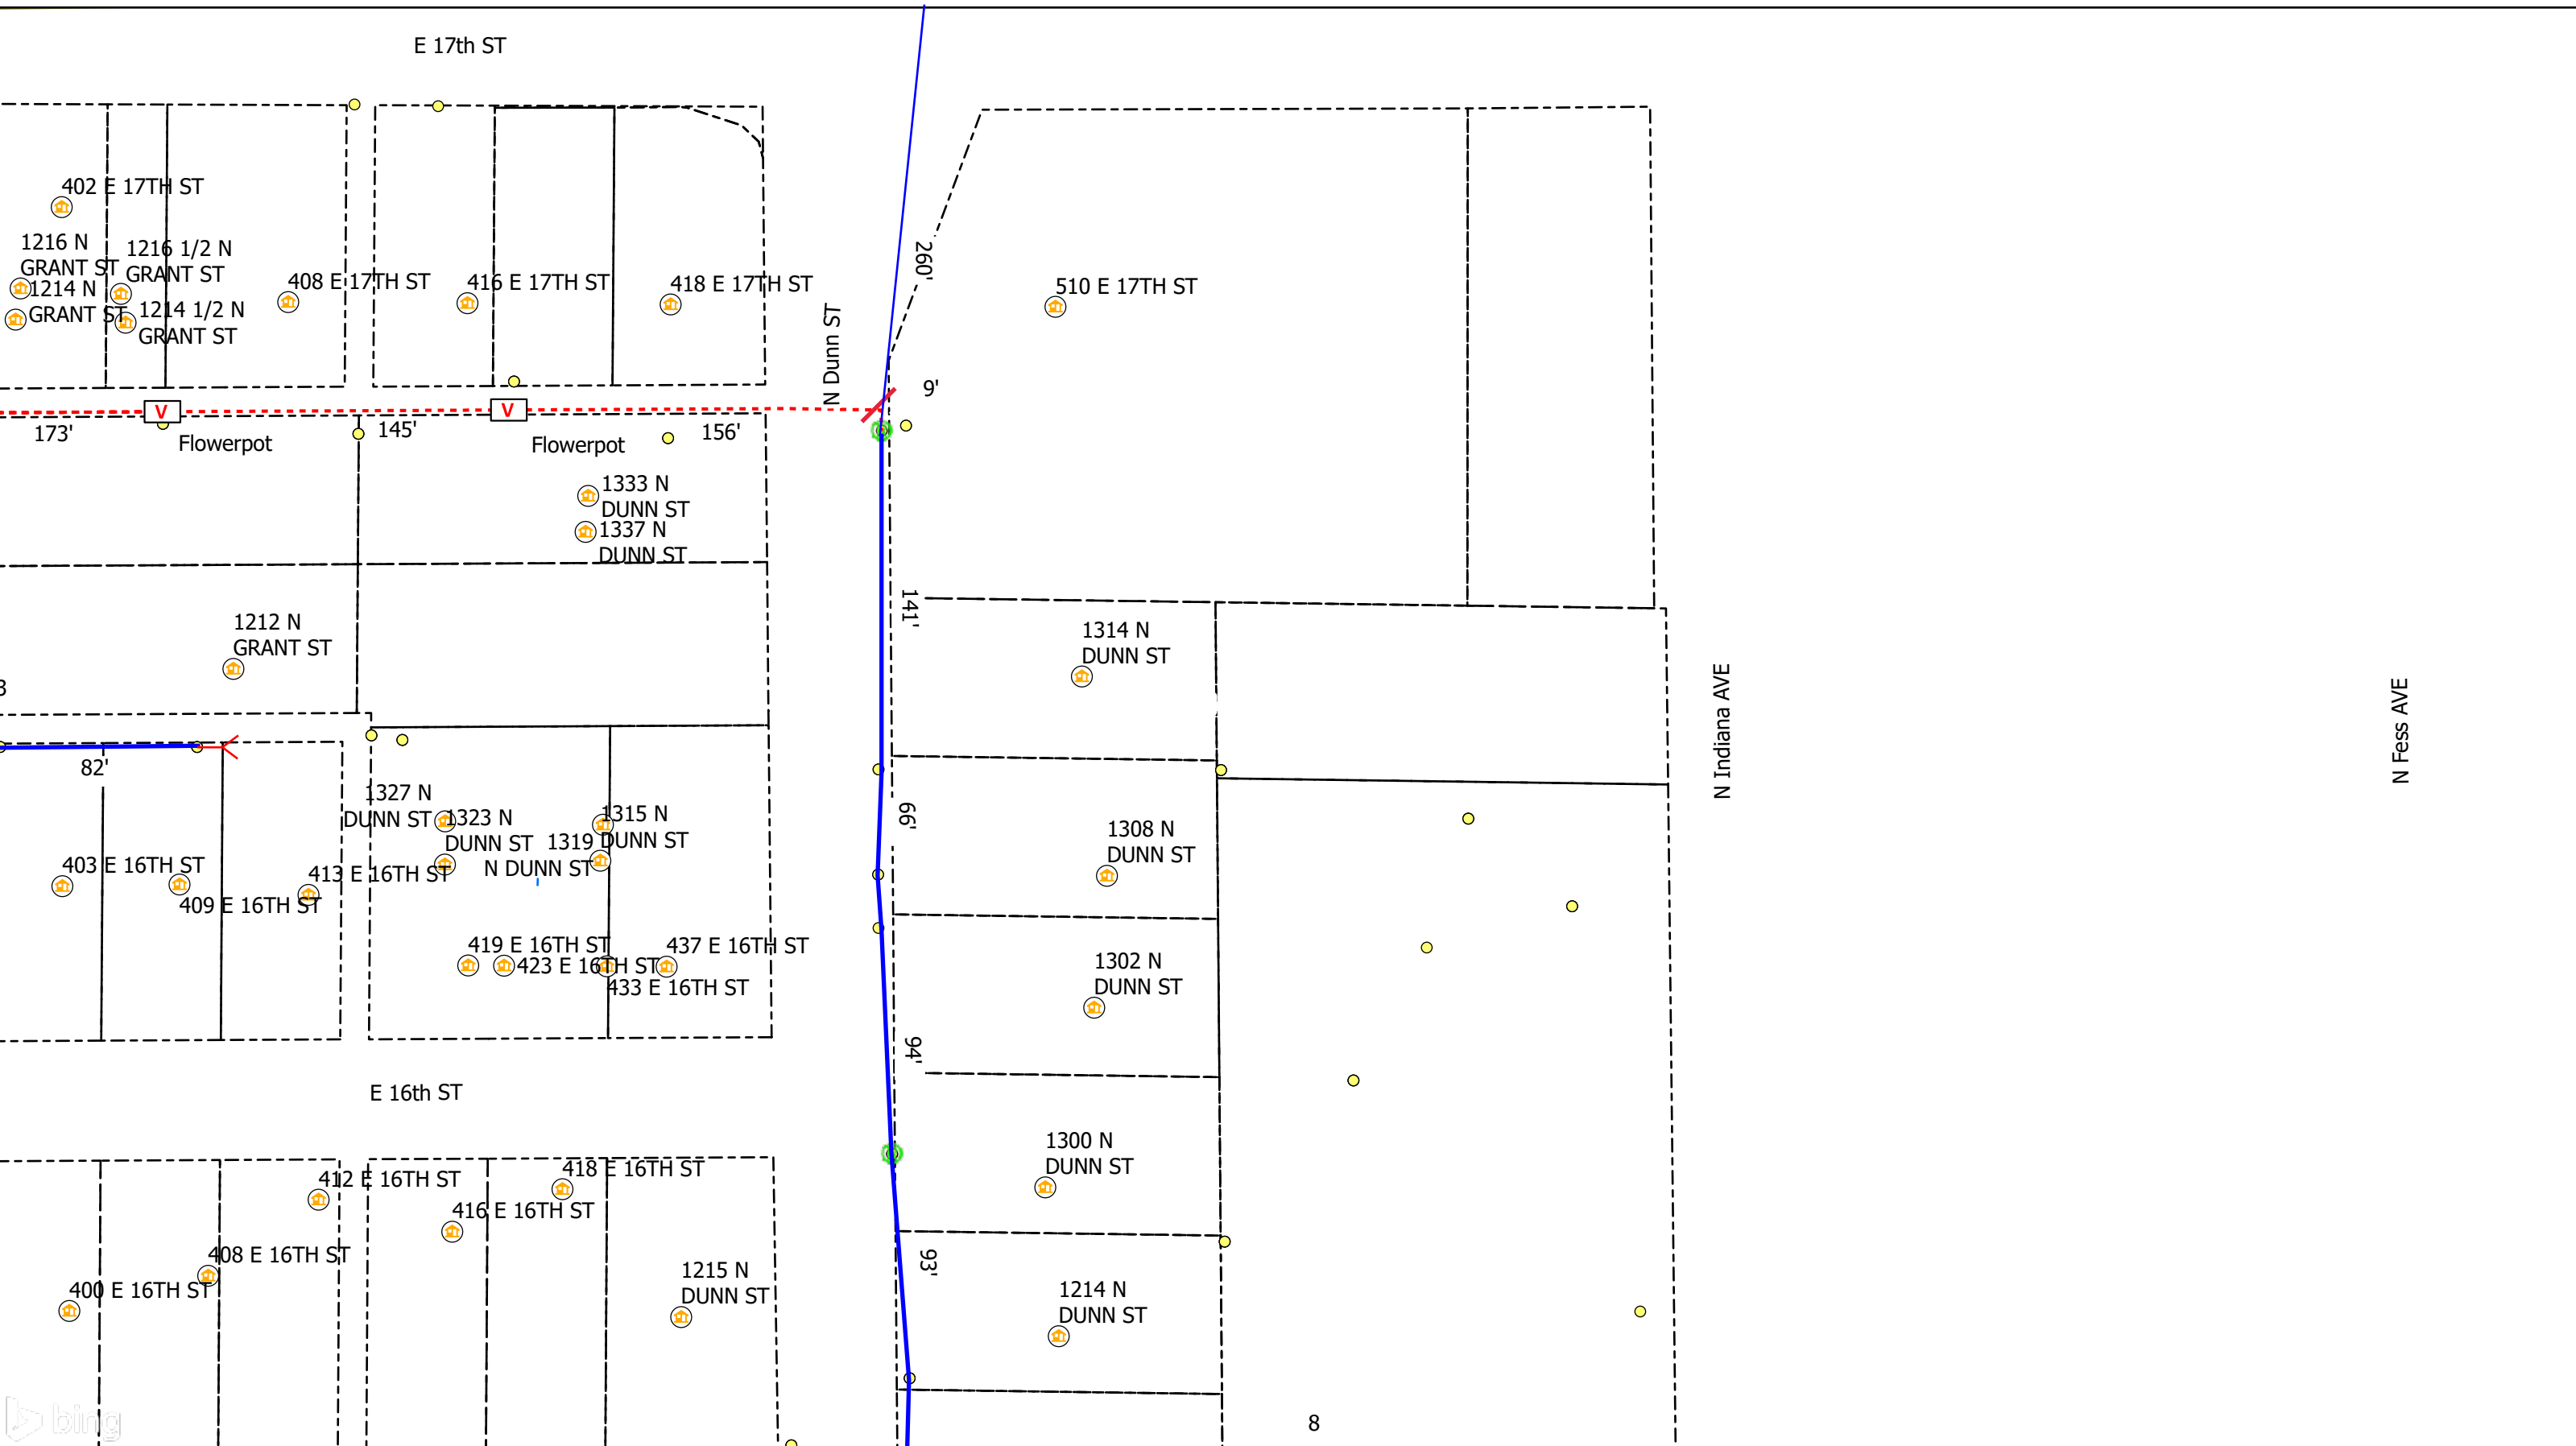 E 17th ST
402 E 17TH ST
1216 N
GRANT ST
1216 1/2 N
GRANT ST
1214 N
GRANT ST
1214 1/2 N
GRANT ST
408 E 17TH ST
416 E 17TH ST
418 E 17TH ST
N Dunn ST
260'
510 E 17TH ST
9'
V
V
173'
Flowerpot
145'
Flowerpot
156'
1333 N
DUNN ST
1337 N
DUNN ST
141'
1212 N
GRANT ST
1314 N
DUNN ST
N Indiana AVE
N Fess AVE
3
82'
1327 N
DUNN ST
1323 N
DUNN ST
1315 N
DUNN ST
1319
N DUNN ST
66'
1308 N
DUNN ST
403 E 16TH ST
409 E 16TH ST
413 E 16TH ST
419 E 16TH ST
423 E 16TH ST
433 E 16TH ST
437 E 16TH ST
1302 N
DUNN ST
94'
E 16th ST
1300 N
DUNN ST
412 E 16TH ST
418 E 16TH ST
416 E 16TH ST
408 E 16TH ST
400 E 16TH ST
1215 N
DUNN ST
93'
1214 N
DUNN ST
8
bing